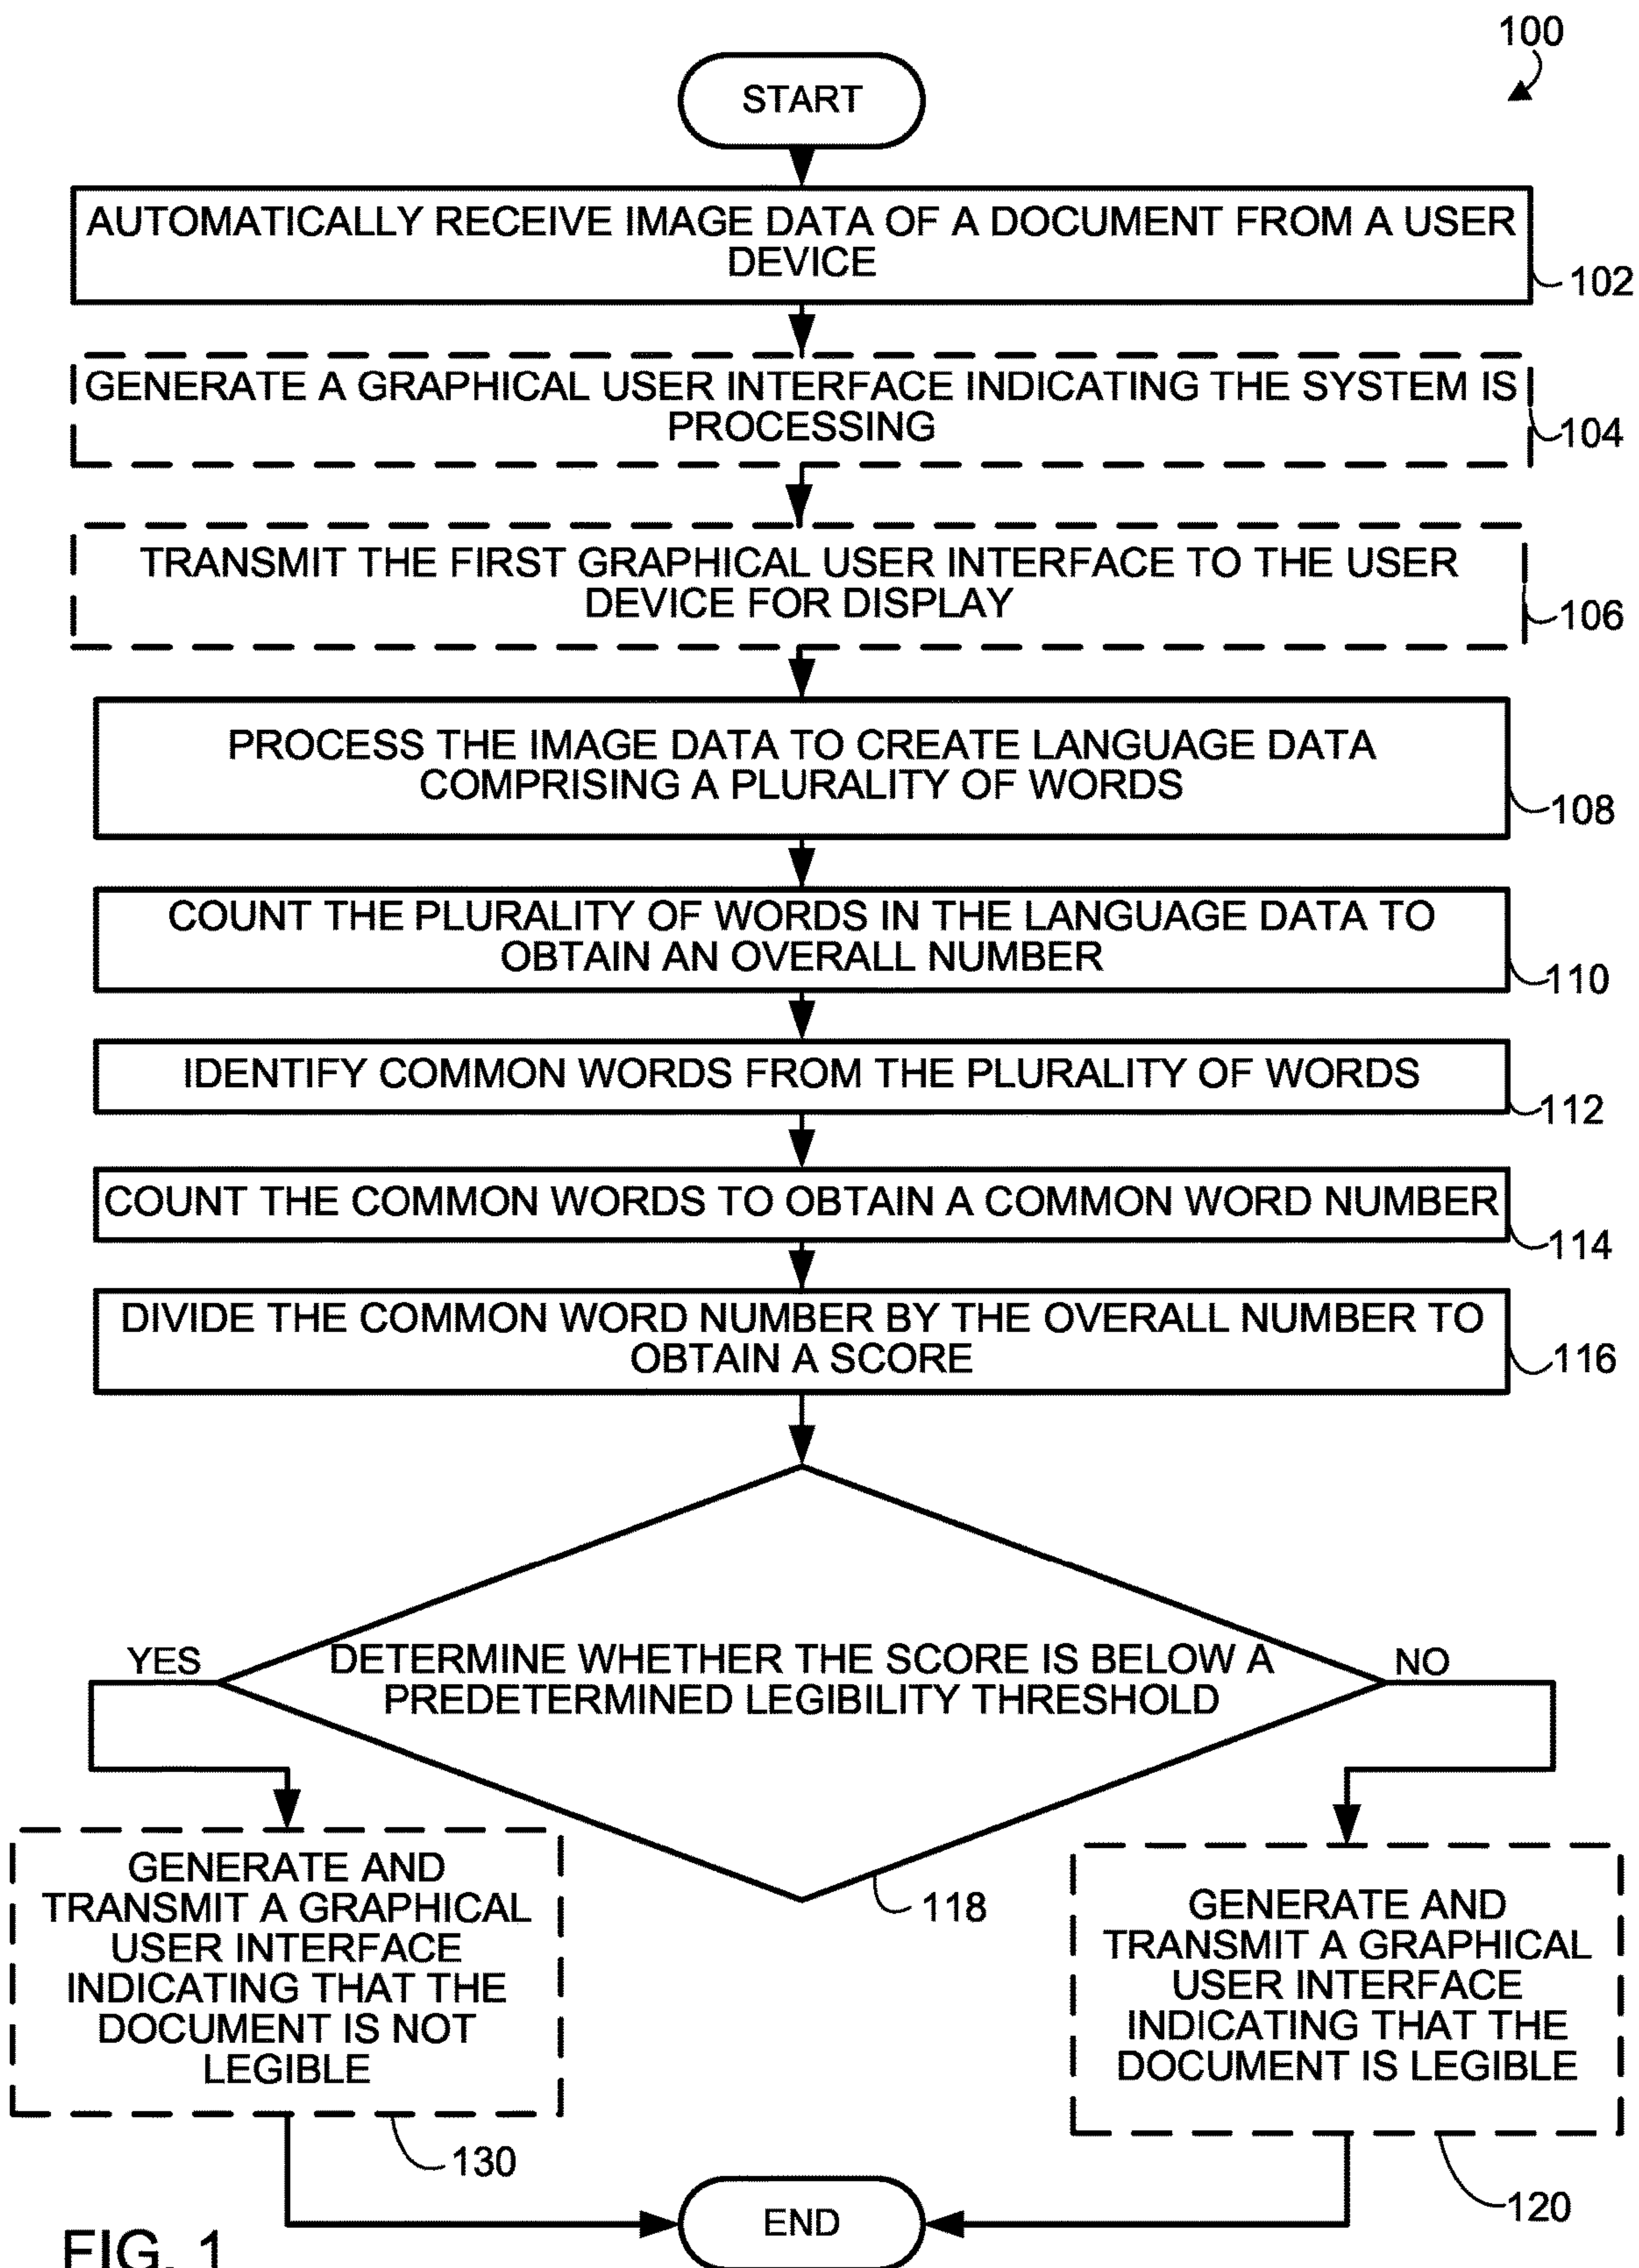 100
START
AUTOMATICALLY RECEIVE IMAGE DATA OF A DOCUMENT FROM A USER
DEVICE
102
GENERATE A GRAPHICAL USER INTERFACE INDICATING THE SYSTEM IS
PROCESSING
104
TRANSMIT THE FIRST GRAPHICAL USER INTERFACE TO THE USER
DEVICE FOR DISPLAY
106
PROCESS THE IMAGE DATA TO CREATE LANGUAGE DATA
COMPRISING A PLURALITY OF WORDS
108
COUNT THE PLURALITY OF WORDS IN THE LANGUAGE DATA TO
OBTAIN AN OVERALL NUMBER
110
IDENTIFY COMMON WORDS FROM THE PLURALITY OF WORDS
112
COUNT THE COMMON WORDS TO OBTAIN A COMMON WORD NUMBER
114
DIVIDE THE COMMON WORD NUMBER BY THE OVERALL NUMBER TO
OBTAIN A SCORE
116
YES
DETERMINE WHETHER THE SCORE IS BELOW A
PREDETERMINED LEGIBILITY THRESHOLD
NO
118
GENERATE AND
TRANSMIT A GRAPHICAL
USER INTERFACE
INDICATING THAT THE
DOCUMENT IS NOT
LEGIBLE
130
GENERATE AND
TRANSMIT A GRAPHICAL
USER INTERFACE
INDICATING THAT THE
DOCUMENT IS LEGIBLE
120
END
FIG. 1